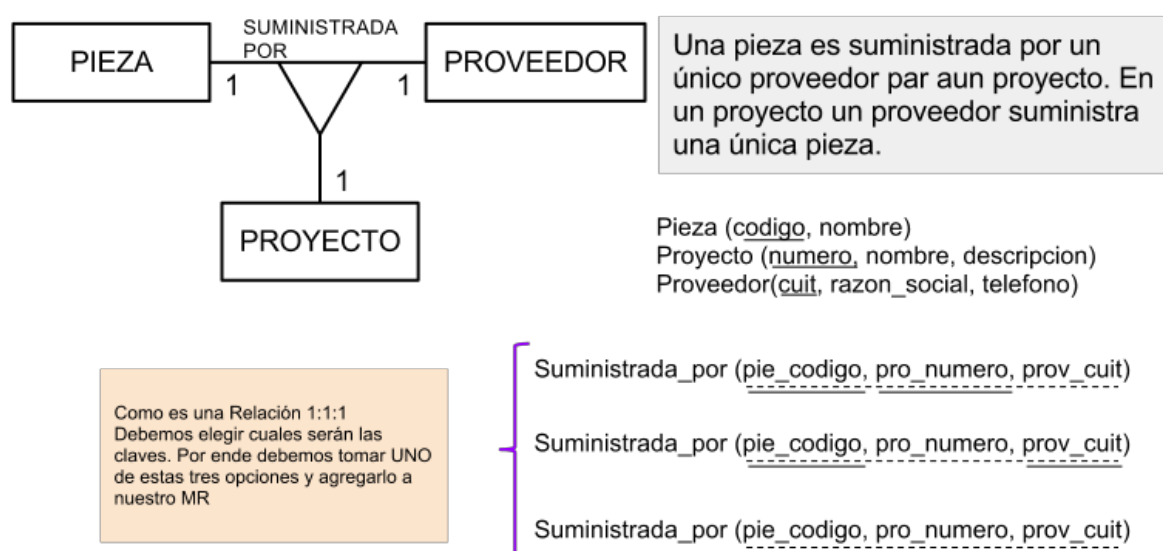 PIEZA
SUMINISTRADA
POR
PROVEEDOR
1
1
1
PROYECTO
Una pieza es suministrada por un
único proveedor par aun proyecto. En
un proyecto un proveedor suministra
una única pieza.
Pieza (codigo, nombre)
Proyecto (numero, nombre, descripcion)
Proveedor(cuit, razon_social, telefono)
Como es una Relación 1:1:1
Debemos elegir cuales serán las
claves. Por ende debemos tomar UNO
de estas tres opciones y agregarlo a
nuestro MR
Suministrada_por (pie_codigo, pro_numero, prov_cuit)
Suministrada_por (pie_codigo, pro_numero, prov_cuit)
Suministrada_por (pie_codigo, pro_numero, prov_cuit)